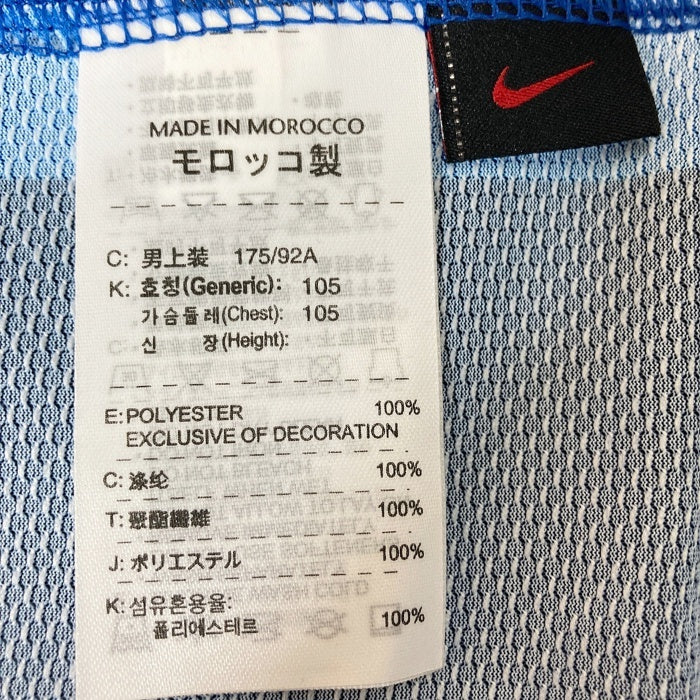 MADE IN MOROCCO
モロッコ製
C: 男上装 175/92A
K: 호칭(Generic): 105
가슴둘레(Chest): 105
신 장(Height):
E: POLYESTER 100%
EXCLUSIVE OF DECORATION
C: 涤纶 100%
T: 聚酯纖維 100%
J: ポリエステル 100%
K: 섬유혼용율:
폴리에스테르 100%